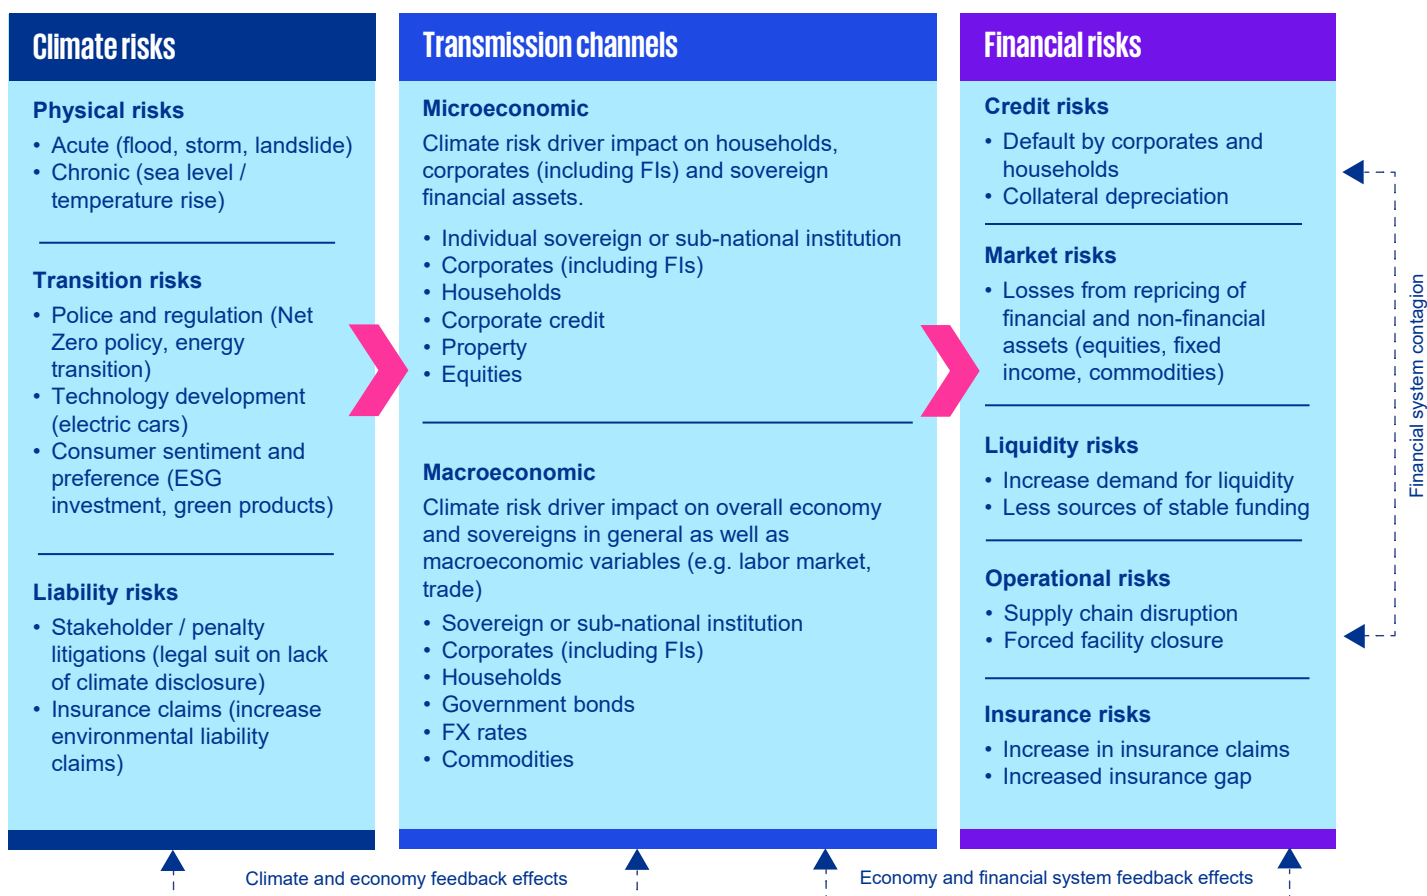 Climate risks
Physical risks
• Acute (flood, storm, landslide)
• Chronic (sea level /
temperature rise)
Transition risks
• Police and regulation (Net
Zero policy, energy
transition)
• Technology development
(electric cars)
• Consumer sentiment and
preference (ESG
investment, green products)
Liability risks
• Stakeholder / penalty
litigations (legal suit on lack
of climate disclosure)
• Insurance claims (increase
environmental liability
claims)
Transmission channels
Microeconomic
Climate risk driver impact on households,
corporates (including FIs) and sovereign
financial assets.
• Individual sovereign or sub-national institution
• Corporates (including FIs)
• Households
• Corporate credit
• Property
• Equities
Macroeconomic
Climate risk driver impact on overall economy
and sovereigns in general as well as
macroeconomic variables (e.g. labor market,
trade)
• Sovereign or sub-national institution
• Corporates (including FIs)
• Households
• Government bonds
• FX rates
• Commodities
Financial risks
Credit risks
• Default by corporates and
households
• Collateral depreciation
Market risks
• Losses from repricing of
financial and non-financial
assets (equities, fixed
income, commodities)
Liquidity risks
• Increase demand for liquidity
• Less sources of stable funding
Operational risks
• Supply chain disruption
• Forced facility closure
Insurance risks
• Increase in insurance claims
• Increased insurance gap
Financial system contagion
Climate and economy feedback effects
Economy and financial system feedback effects